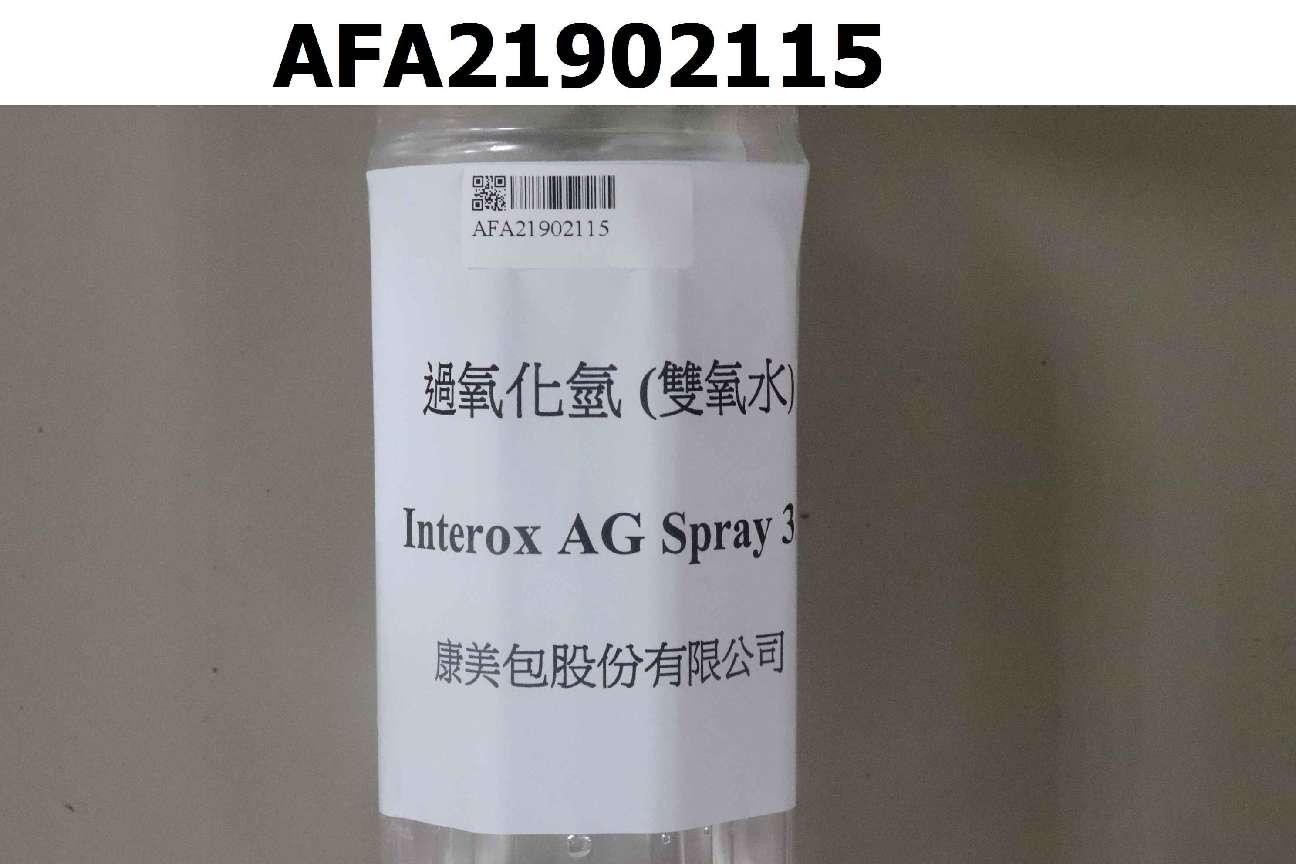 AFA21902115
AFA21902115
過氧化氫 (雙氧水)
Interox AG Spray 3
康美包股份有限公司